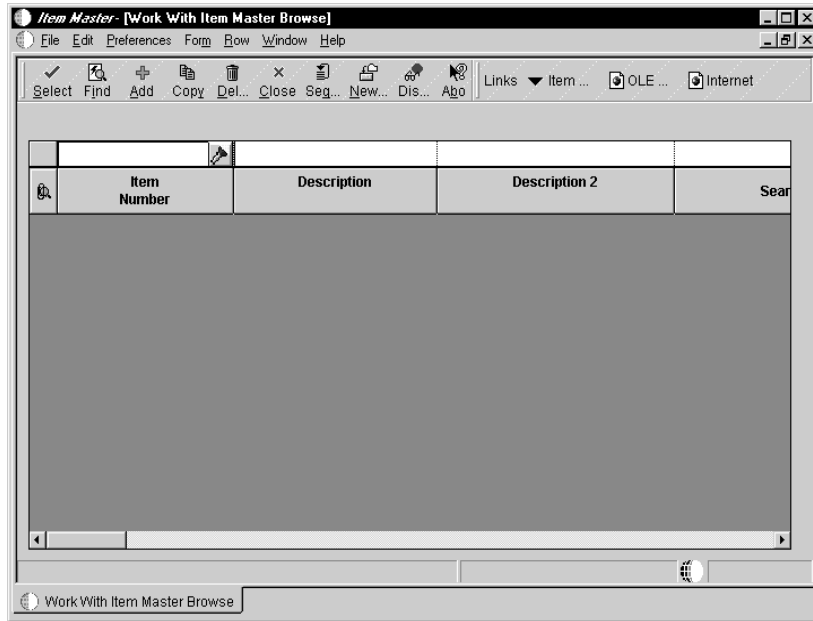 Item Master - [Work With Item Master Browse]
File Edit Preferences Form Row Window Help
Select Find Add Copy Del... Close Seg... New... Dis... Abo Links Item ... OLE ... Internet
Item Number Description Description 2 Sear
Work With Item Master Browse